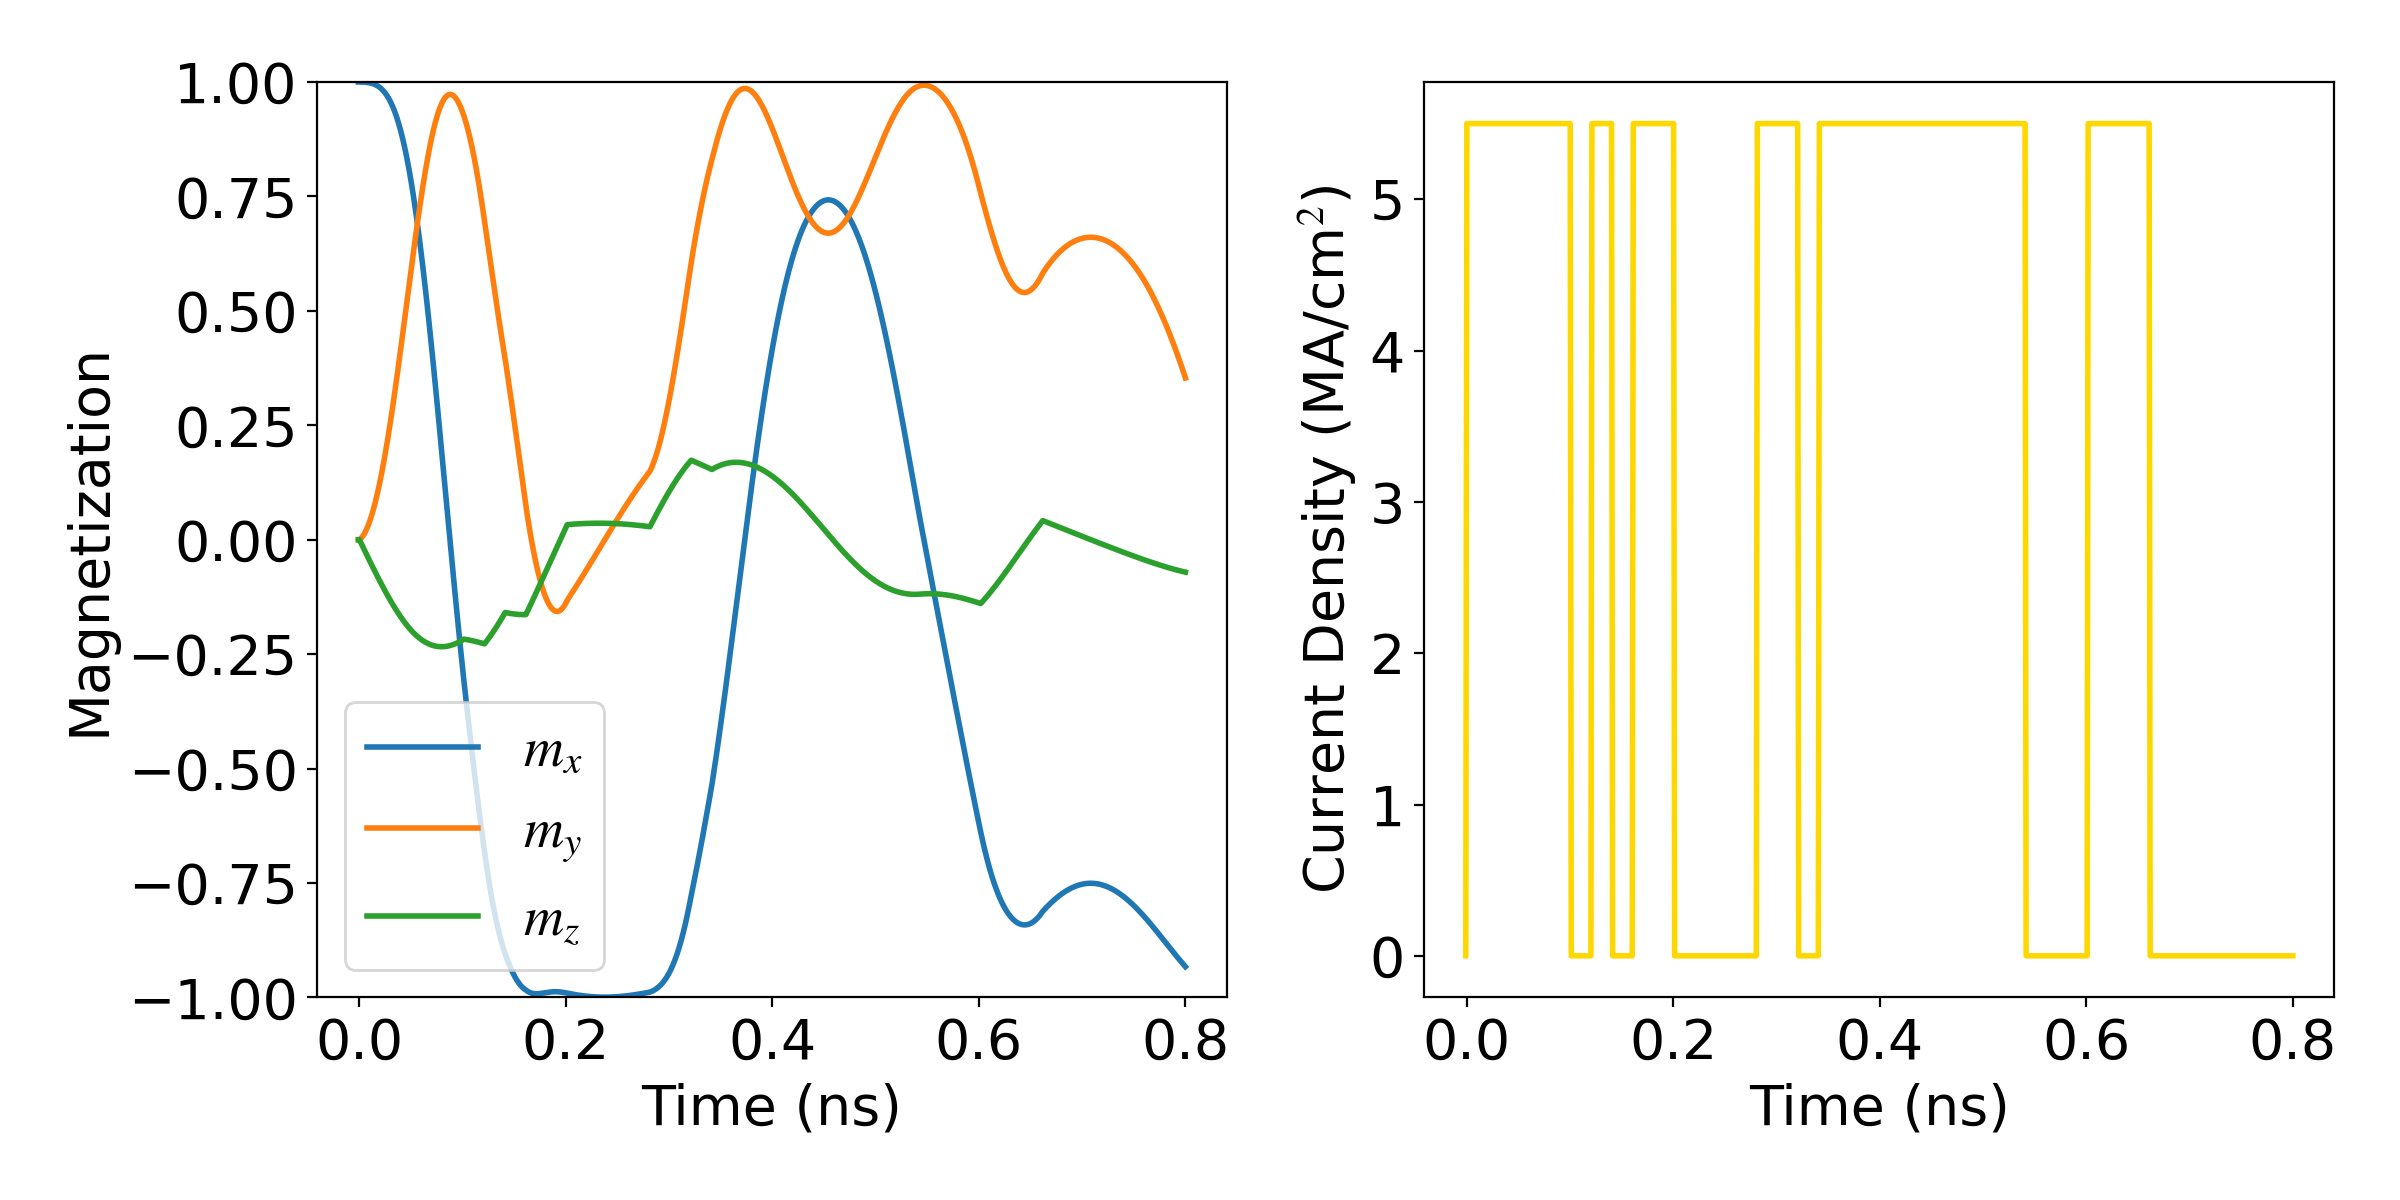 1.00
0.75
0.50
0.25
0.00
−0.25
−0.50
−0.75
−1.00
Magnetization
m_x
m_y
m_z
0.0 0.2 0.4 0.6 0.8
Time (ns)
5
4
3
2
1
0
Current Density (MA/cm²)
0.0 0.2 0.4 0.6 0.8
Time (ns)